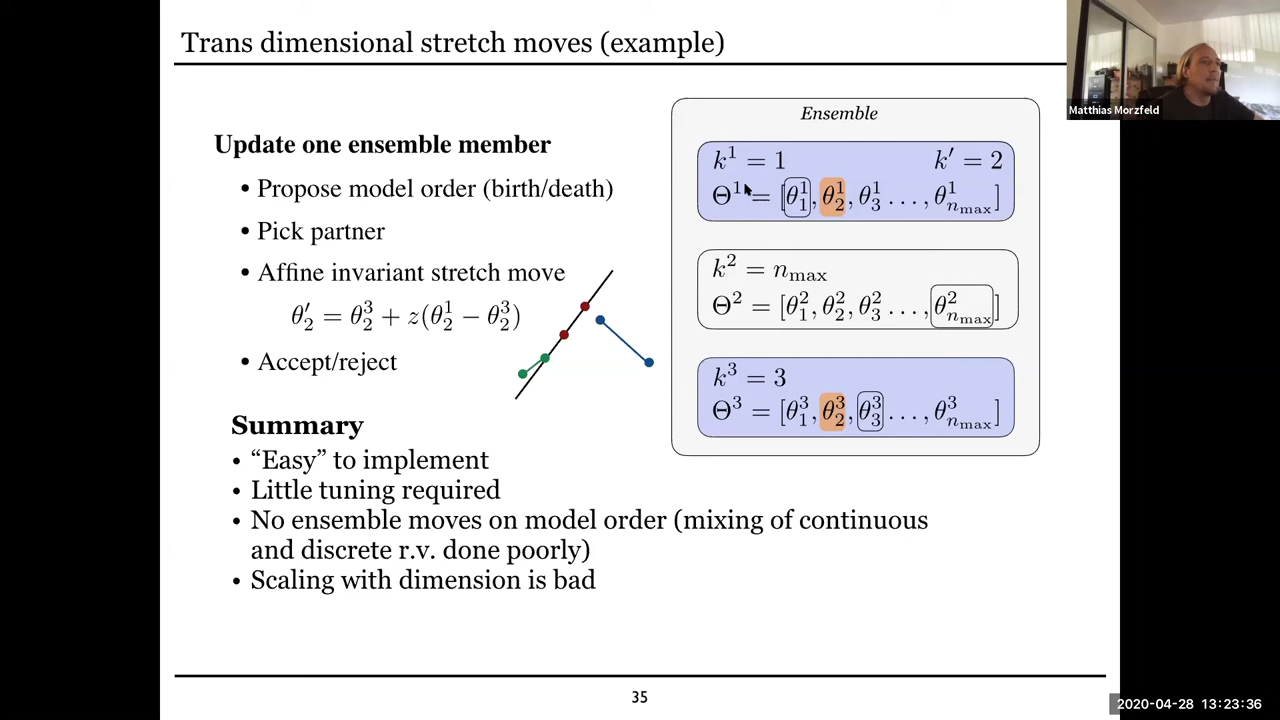 Trans dimensional stretch moves (example)
Matthias Morzfeld
Update one ensemble member
• Propose model order (birth/death)
• Pick partner
• Affine invariant stretch move
θ′₂ = θ₂³ + z(θ₂¹ − θ₂³)
• Accept/reject
Ensemble
k¹ = 1 k′ = 2
Θ¹ = [θ₁¹, θ₂¹, θ₃¹ . . . , θ¹ₙₘₐₓ]
k² = nₘₐₓ
Θ² = [θ₁², θ₂², θ₃² . . . , θ²ₙₘₐₓ]
k³ = 3
Θ³ = [θ₁³, θ₂³, θ₃³ . . . , θ³ₙₘₐₓ]
Summary
• “Easy” to implement
• Little tuning required
• No ensemble moves on model order (mixing of continuous
and discrete r.v. done poorly)
• Scaling with dimension is bad
35
2020-04-28 13:23:36